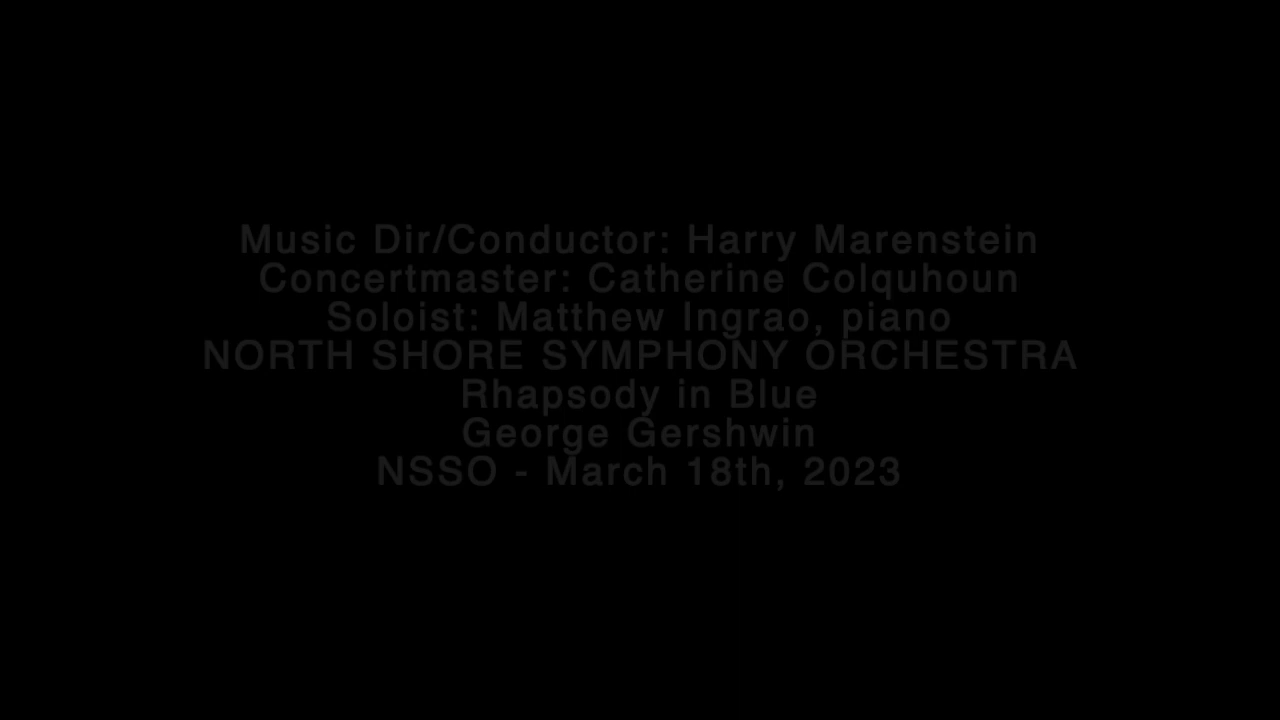 Music Dir/Conductor: Harry Marenstein
Concertmaster: Catherine Colquhoun
Soloist: Matthew Ingrao, piano
NORTH SHORE SYMPHONY ORCHESTRA
Rhapsody in Blue
George Gershwin
NSSO - March 18th, 2023